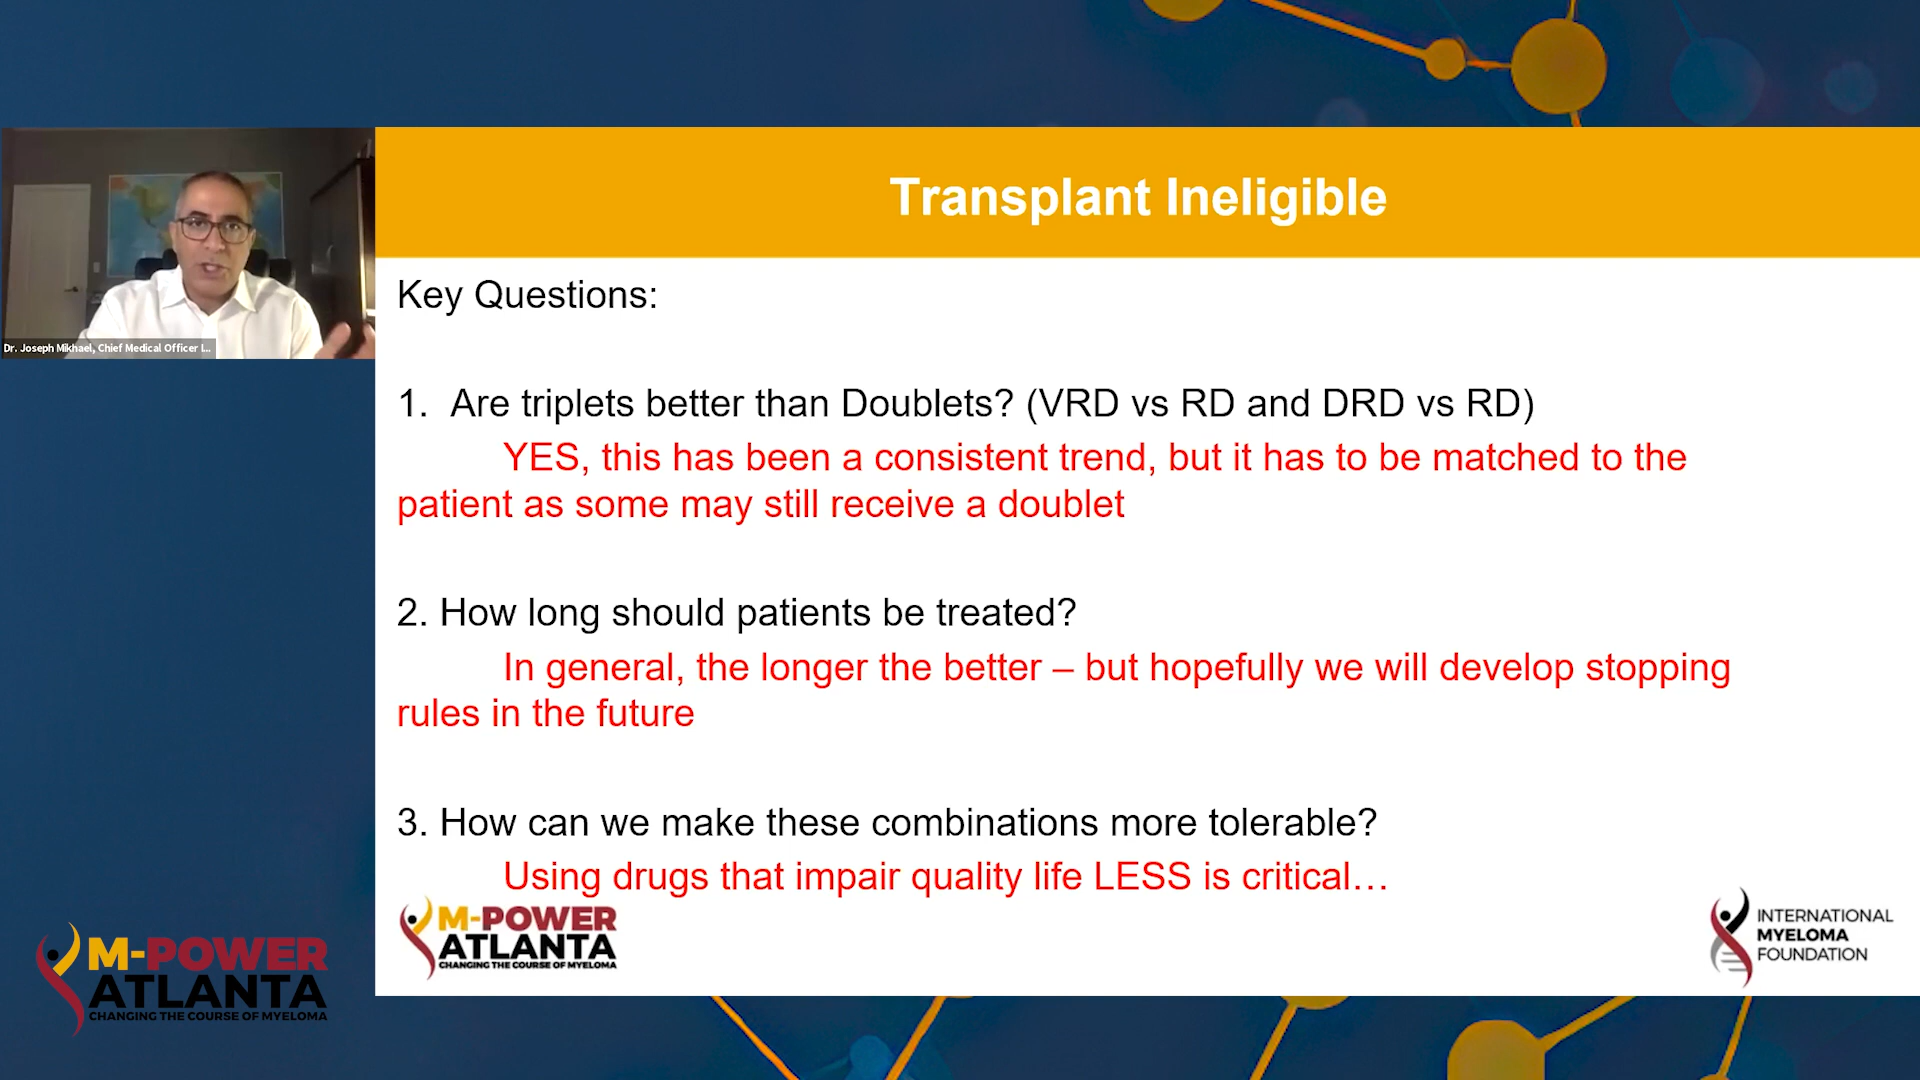 Transplant Ineligible
Dr. Joseph Mikhael, Chief Medical Officer I...
Key Questions:
1. Are triplets better than Doublets? (VRD vs RD and DRD vs RD)
YES, this has been a consistent trend, but it has to be matched to the
patient as some may still receive a doublet
2. How long should patients be treated?
In general, the longer the better – but hopefully we will develop stopping
rules in the future
3. How can we make these combinations more tolerable?
Using drugs that impair quality life LESS is critical…
M-POWER
ATLANTA
CHANGING THE COURSE OF MYELOMA
INTERNATIONAL
MYELOMA
FOUNDATION
M-POWER
ATLANTA
CHANGING THE COURSE OF MYELOMA